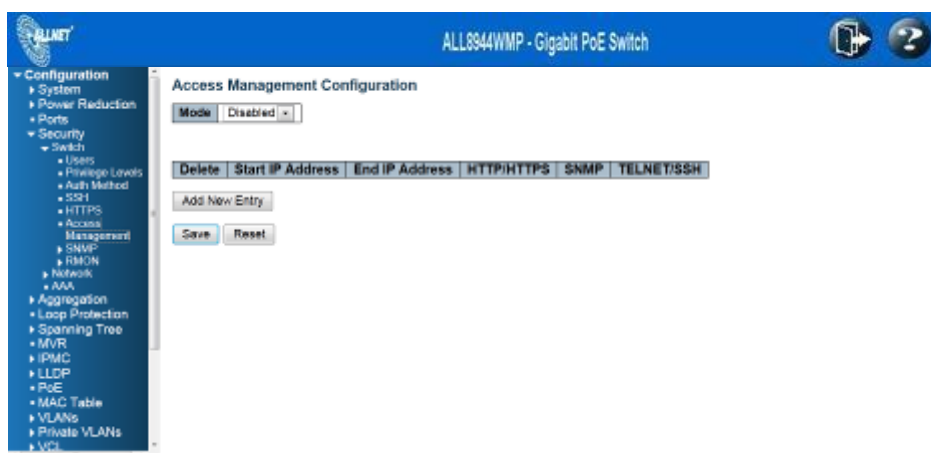 ALLNET
ALL8944WMP - Gigabit PoE Switch
?
Configuration
System
Power Reduction
Ports
Security
Switch
Users
Privilege Levels
Auth Method
SSH
HTTPS
Access
Management
SNMP
RMON
Network
AAA
Aggregation
Loop Protection
Spanning Tree
MVR
IPMC
LLDP
PoE
MAC Table
VLANs
Private VLANs
VCL
Access Management Configuration
Mode Disabled
Delete Start IP Address End IP Address HTTP/HTTPS SNMP TELNET/SSH
Add New Entry
Save Reset